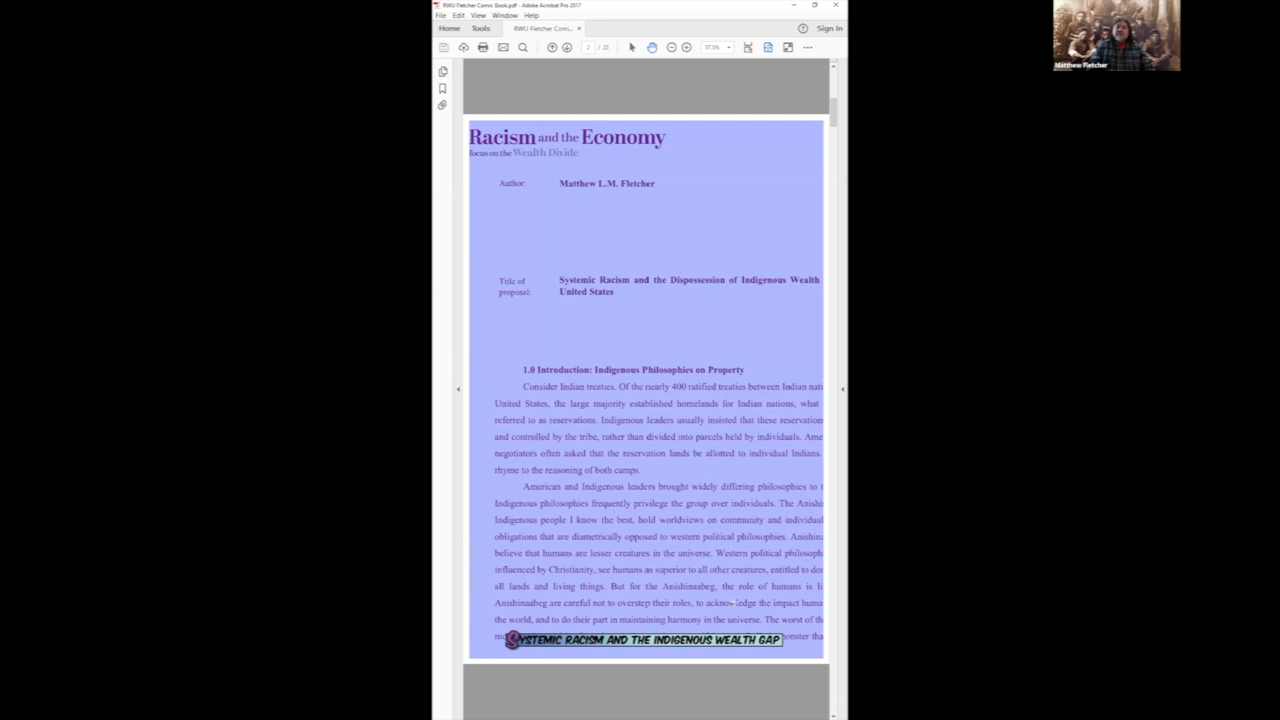 RWU Fletcher Comic Book.pdf - Adobe Acrobat Pro 2017
File Edit View Window Help
Home Tools RWU Fletcher Comi... × Sign In
2 / 22 57.5%
Racism and the Economy
focus on the Wealth Divide
Author: Matthew L.M. Fletcher
Title of proposal: Systemic Racism and the Dispossession of Indigenous Wealth
United States
1.0 Introduction: Indigenous Philosophies on Property
Consider Indian treaties. Of the nearly 400 ratified treaties between Indian nati
United States, the large majority established homelands for Indian nations, what
referred to as reservations. Indigenous leaders usually insisted that these reservation
and controlled by the tribe, rather than divided into parcels held by individuals. Ame
negotiators often asked that the reservation lands be allotted to individual Indians.
rhyme to the reasoning of both camps.
American and Indigenous leaders brought widely differing philosophies to t
Indigenous philosophies frequently privilege the group over individuals. The Anishi
Indigenous people I know the best, hold worldviews on community and individual
obligations that are diametrically opposed to western political philosophies. Anishina
believe that humans are lesser creatures in the universe. Western political philosoph
influenced by Christianity, see humans as superior to all other creatures, entitled to do
all lands and living things. But for the Anishinaabeg, the role of humans is li
Anishinaabeg are careful not to overstep their roles, to acknowledge the impact huma
the world, and to do their part in maintaining harmony in the universe. The worst of th
mo
SYSTEMIC RACISM AND THE INDIGENOUS WEALTH GAP
onster tha
Matthew Fletcher